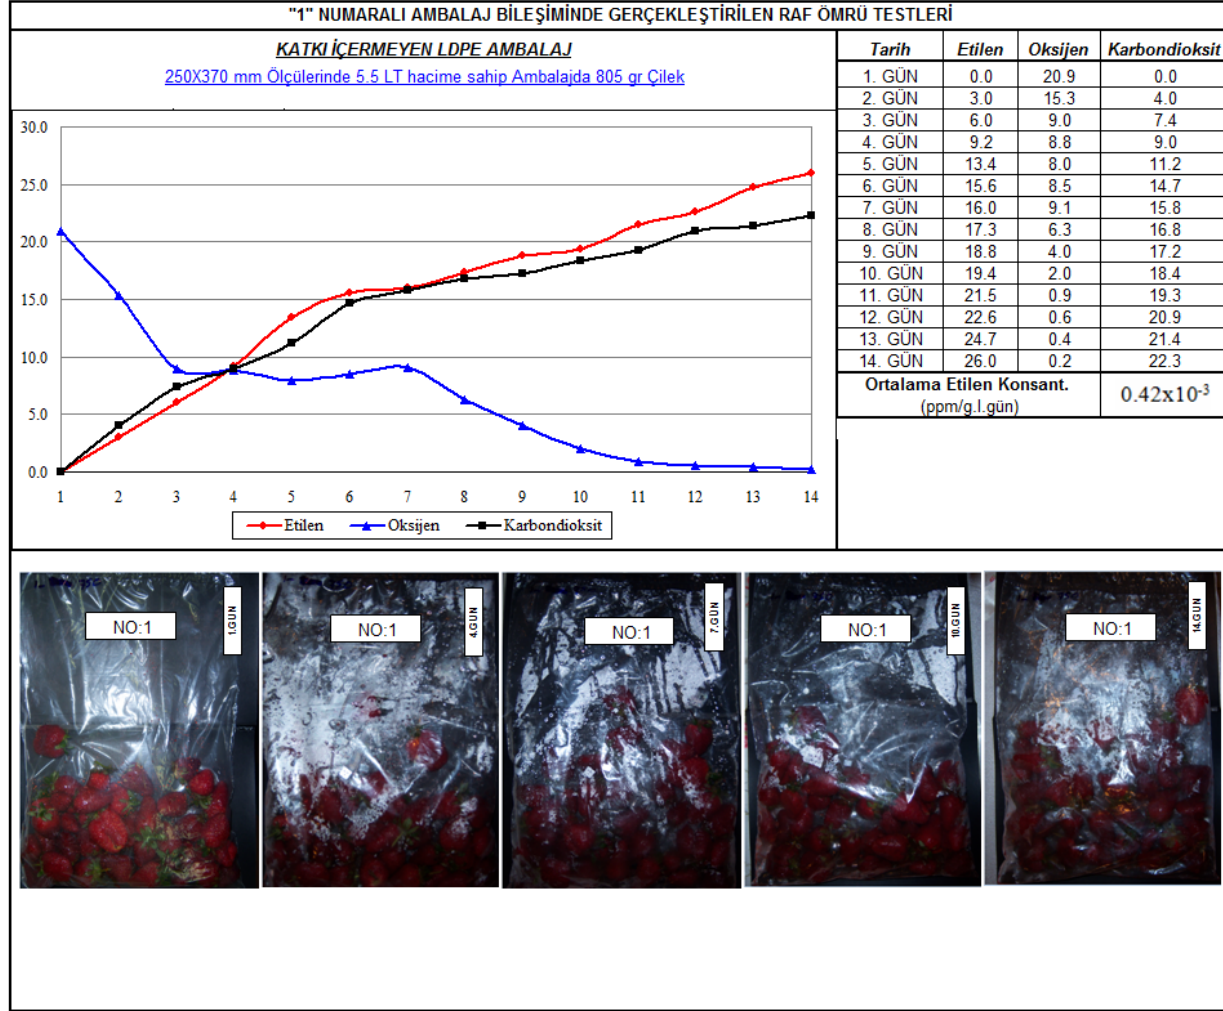 "1" NUMARALI AMBALAJ BİLEŞİMİNDE GERÇEKLEŞTİRİLEN RAF ÖMRÜ TESTLERİ
KATKI İÇERMEYEN LDPE AMBALAJ
250X370 mm Ölçülerinde 5.5 LT hacime sahip Ambalajda 805 gr Çilek
30.0
25.0
20.0
15.0
10.0
5.0
0.0
1 2 3 4 5 6 7 8 9 10 11 12 13 14
Etilen Oksijen Karbondioksit
Tarih Etilen Oksijen Karbondioksit
1. GÜN 0.0 20.9 0.0
2. GÜN 3.0 15.3 4.0
3. GÜN 6.0 9.0 7.4
4. GÜN 9.2 8.8 9.0
5. GÜN 13.4 8.0 11.2
6. GÜN 15.6 8.5 14.7
7. GÜN 16.0 9.1 15.8
8. GÜN 17.3 6.3 16.8
9. GÜN 18.8 4.0 17.2
10. GÜN 19.4 2.0 18.4
11. GÜN 21.5 0.9 19.3
12. GÜN 22.6 0.6 20.9
13. GÜN 24.7 0.4 21.4
14. GÜN 26.0 0.2 22.3
Ortalama Etilen Konsant.
(ppm/g.l.gün)
0.42x10⁻³
NO:1
1.GUN
NO:1
4.GUN
NO:1
7.GUN
NO:1
10.GUN
NO:1
14.GUN